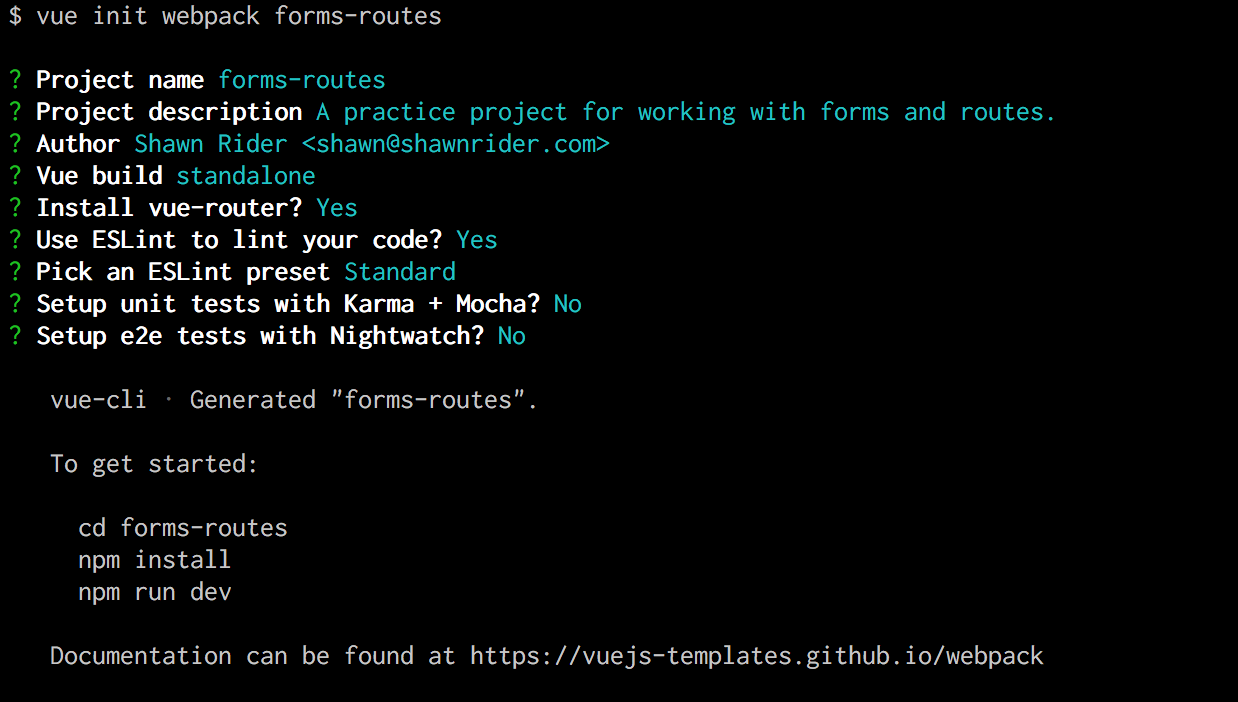 $ vue init webpack forms-routes
? Project name forms-routes
? Project description A practice project for working with forms and routes.
? Author Shawn Rider <shawn@shawnrider.com>
? Vue build standalone
? Install vue-router? Yes
? Use ESLint to lint your code? Yes
? Pick an ESLint preset Standard
? Setup unit tests with Karma + Mocha? No
? Setup e2e tests with Nightwatch? No
vue-cli · Generated "forms-routes".
To get started:
cd forms-routes
npm install
npm run dev
Documentation can be found at https://vuejs-templates.github.io/webpack